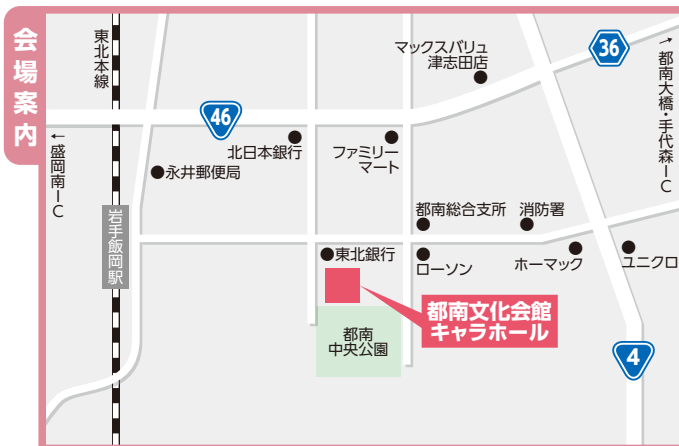 会場案内
東北本線
マックスバリュ
津志田店
36
↑
都南大橋・手代森IC
46
←盛岡南IC
北日本銀行
ファミリー
マート
永井郵便局
岩手飯岡駅
都南総合支所
消防署
東北銀行
ローソン
ホーマック
ユニクロ
都南文化会館
キャラホール
都南
中央公園
4